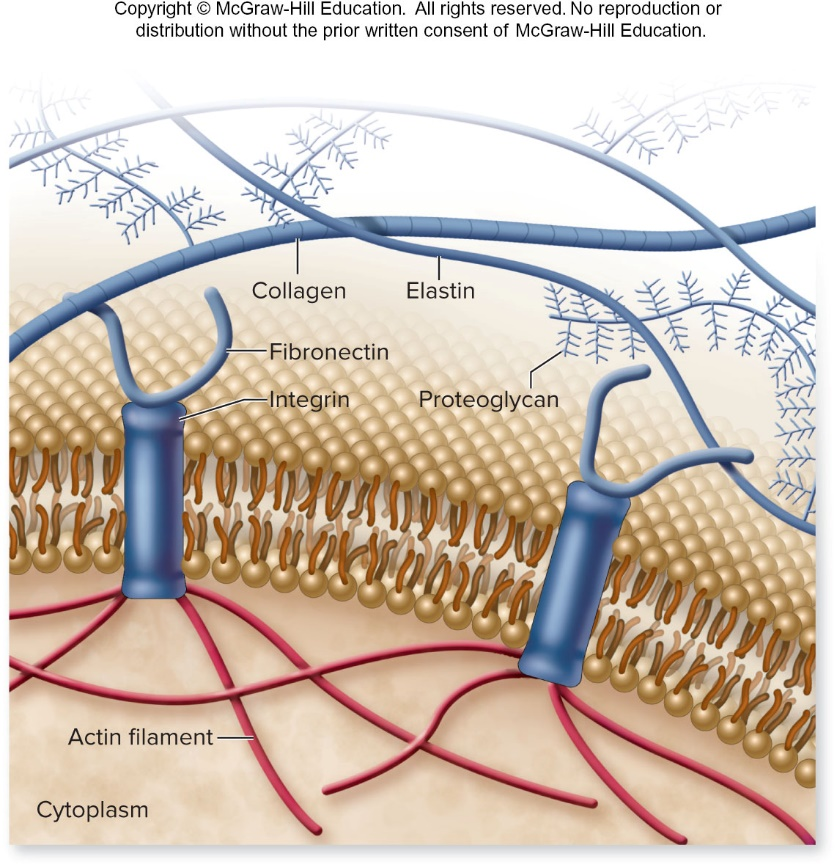 Copyright © McGraw-Hill Education. All rights reserved. No reproduction or
distribution without the prior written consent of McGraw-Hill Education.
Collagen
Elastin
Fibronectin
Integrin
Proteoglycan
Actin filament
Cytoplasm